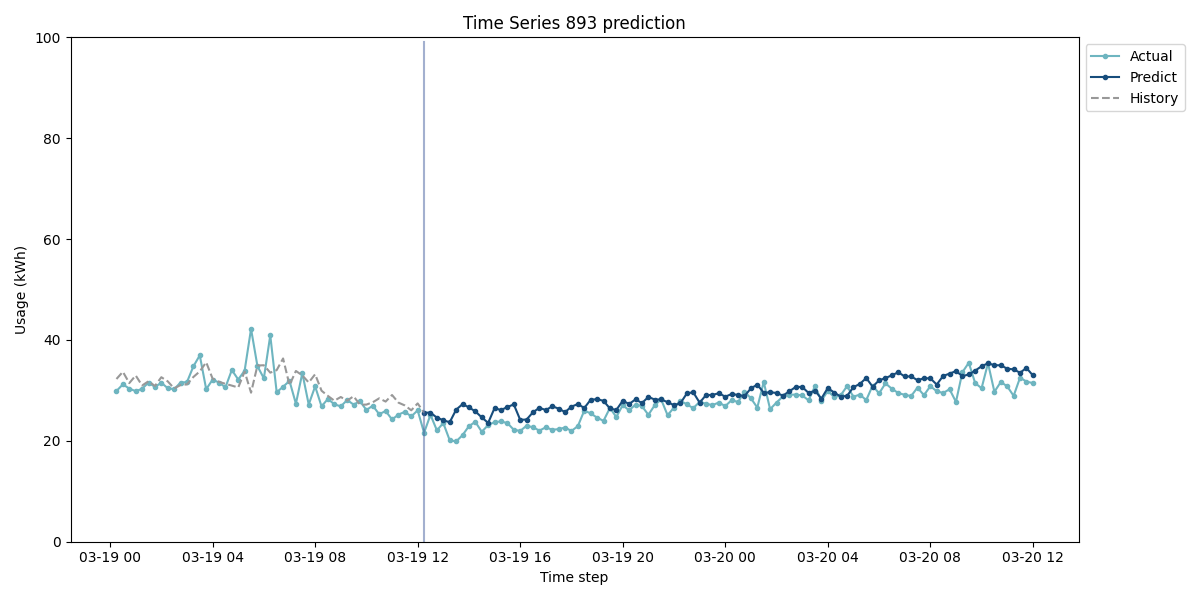 Time Series 893 prediction
Usage (kWh)
100
80
60
40
20
0
03-19 00
03-19 04
03-19 08
03-19 12
03-19 16
03-19 20
03-20 00
03-20 04
03-20 08
03-20 12
Time step
Actual
Predict
History